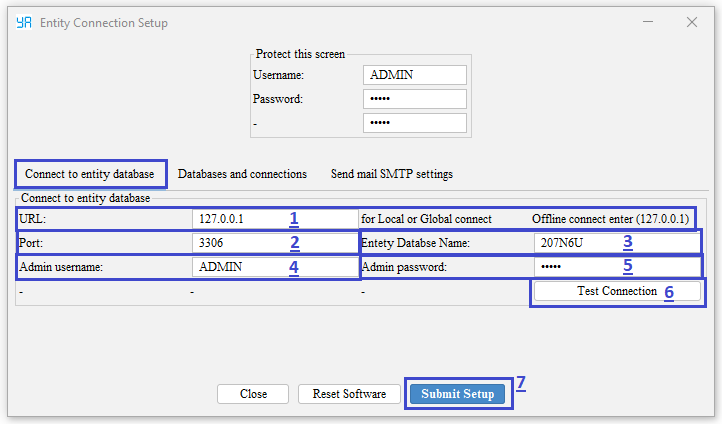 YA Entity Connection Setup
Protect this screen
Username: ADMIN
Password: •••••
- •••••
Connect to entity database Databases and connections Send mail SMTP settings
Connect to entity database
URL: 127.0.0.1 1 for Local or Global connect Offline connect enter (127.0.0.1)
Port: 3306 2 Entety Databse Name: 207N6U 3
Admin username: ADMIN 4 Admin password: ••••• 5
- - - Test Connection 6
Close Reset Software Submit Setup 7